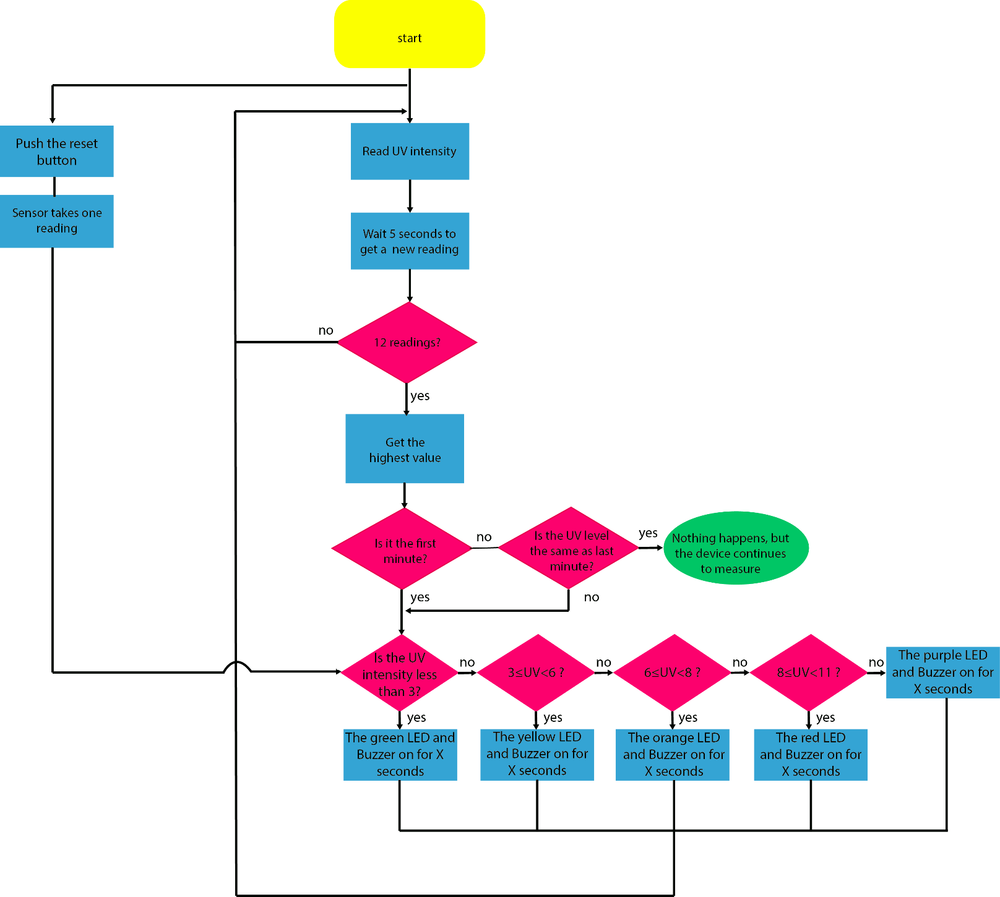 start
Push the reset
button
Read UV intensity
Sensor takes one
reading
Wait 5 seconds to
get a  new reading
no
12 readings?
yes
Get the
highest value
Is it the first
minute?
no
Is the UV level
the same as last
minute?
yes
Nothing happens, but
the device continues
to measure
yes
no
Is the UV
intensity less
than 3?
no
3≤UV<6 ?
no
6≤UV<8 ?
no
8≤UV<11 ?
no
The purple LED
and Buzzer on for
X seconds
yes
yes
yes
yes
The green LED and
Buzzer on for X
seconds
The yellow LED
and Buzzer on for
X seconds
The orange LED
and Buzzer on for
X seconds
The red LED
and Buzzer on for
X seconds